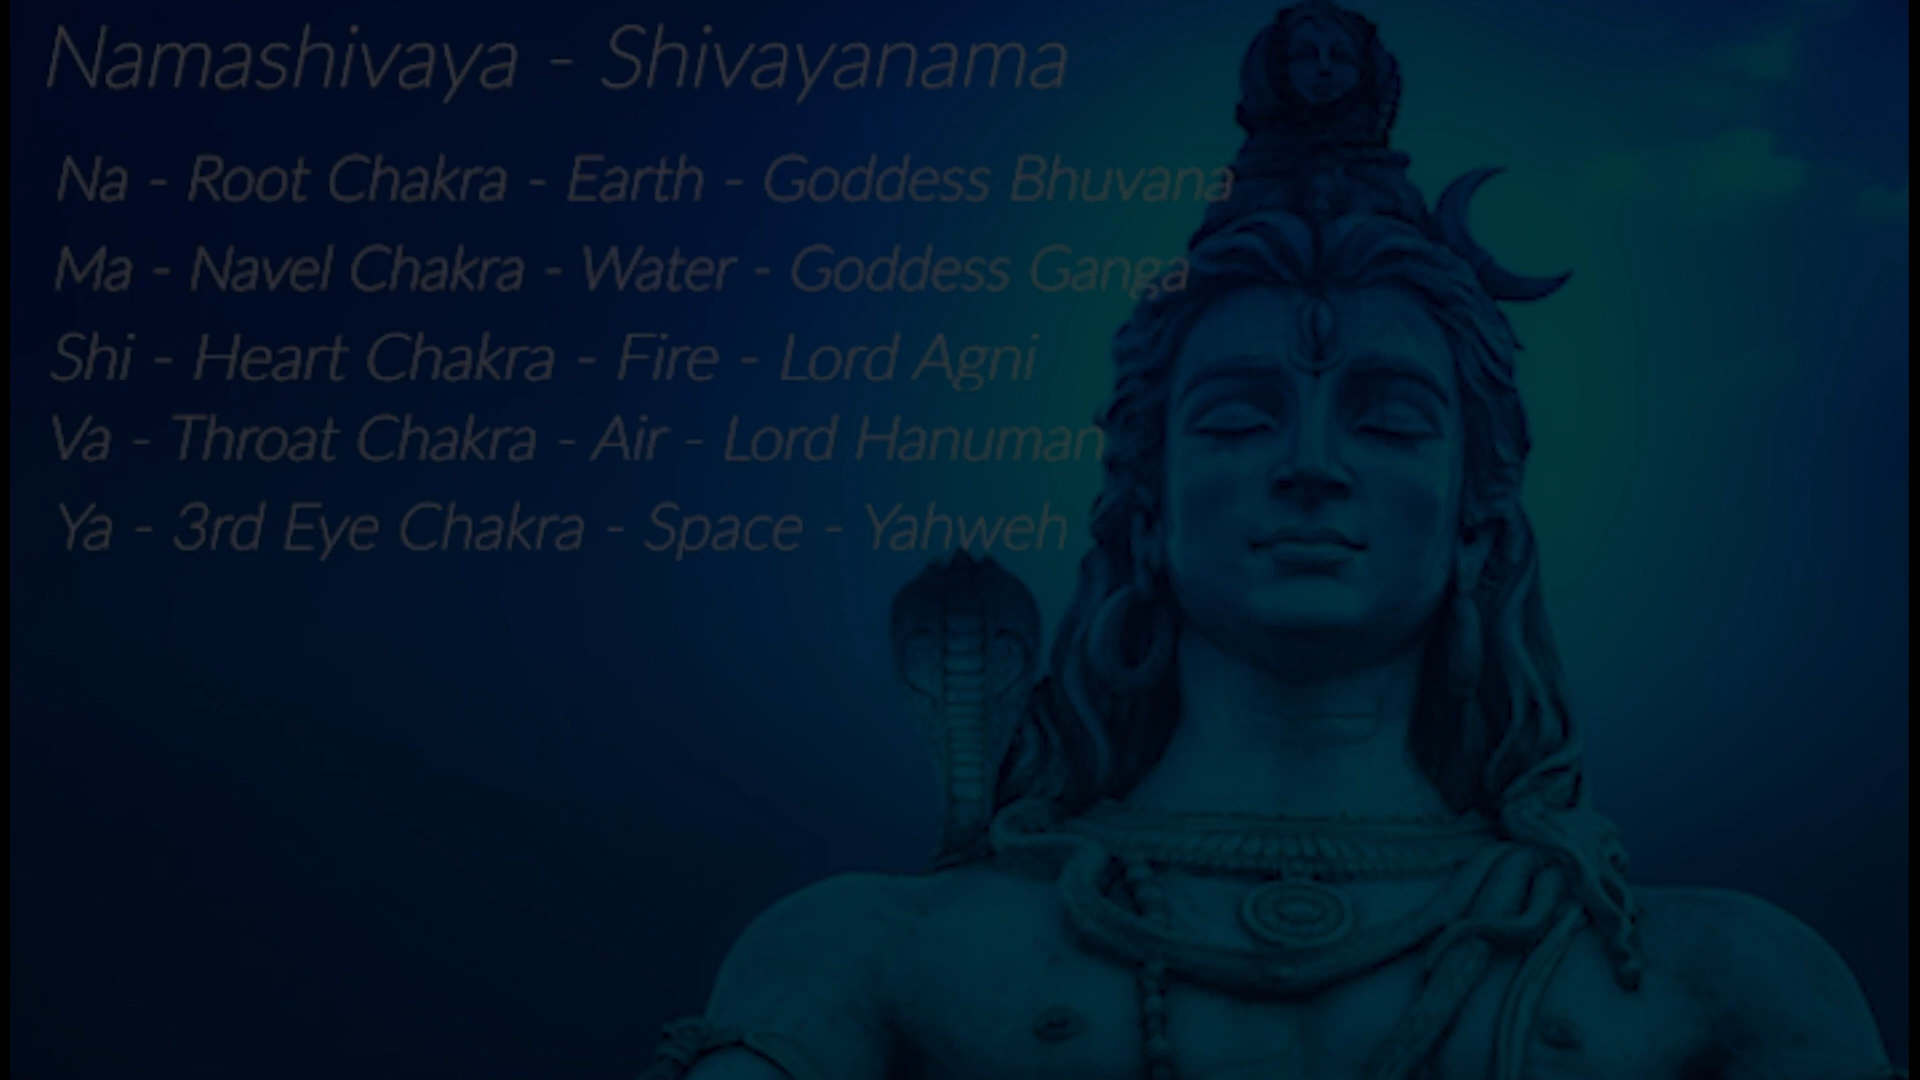 Namashivaya - Shivayanama
Na - Root Chakra - Earth - Goddess Bhuvana
Ma - Navel Chakra - Water - Goddess Ganga
Shi - Heart Chakra - Fire - Lord Agni
Va - Throat Chakra - Air - Lord Hanuman
Ya - 3rd Eye Chakra - Space - Yahweh